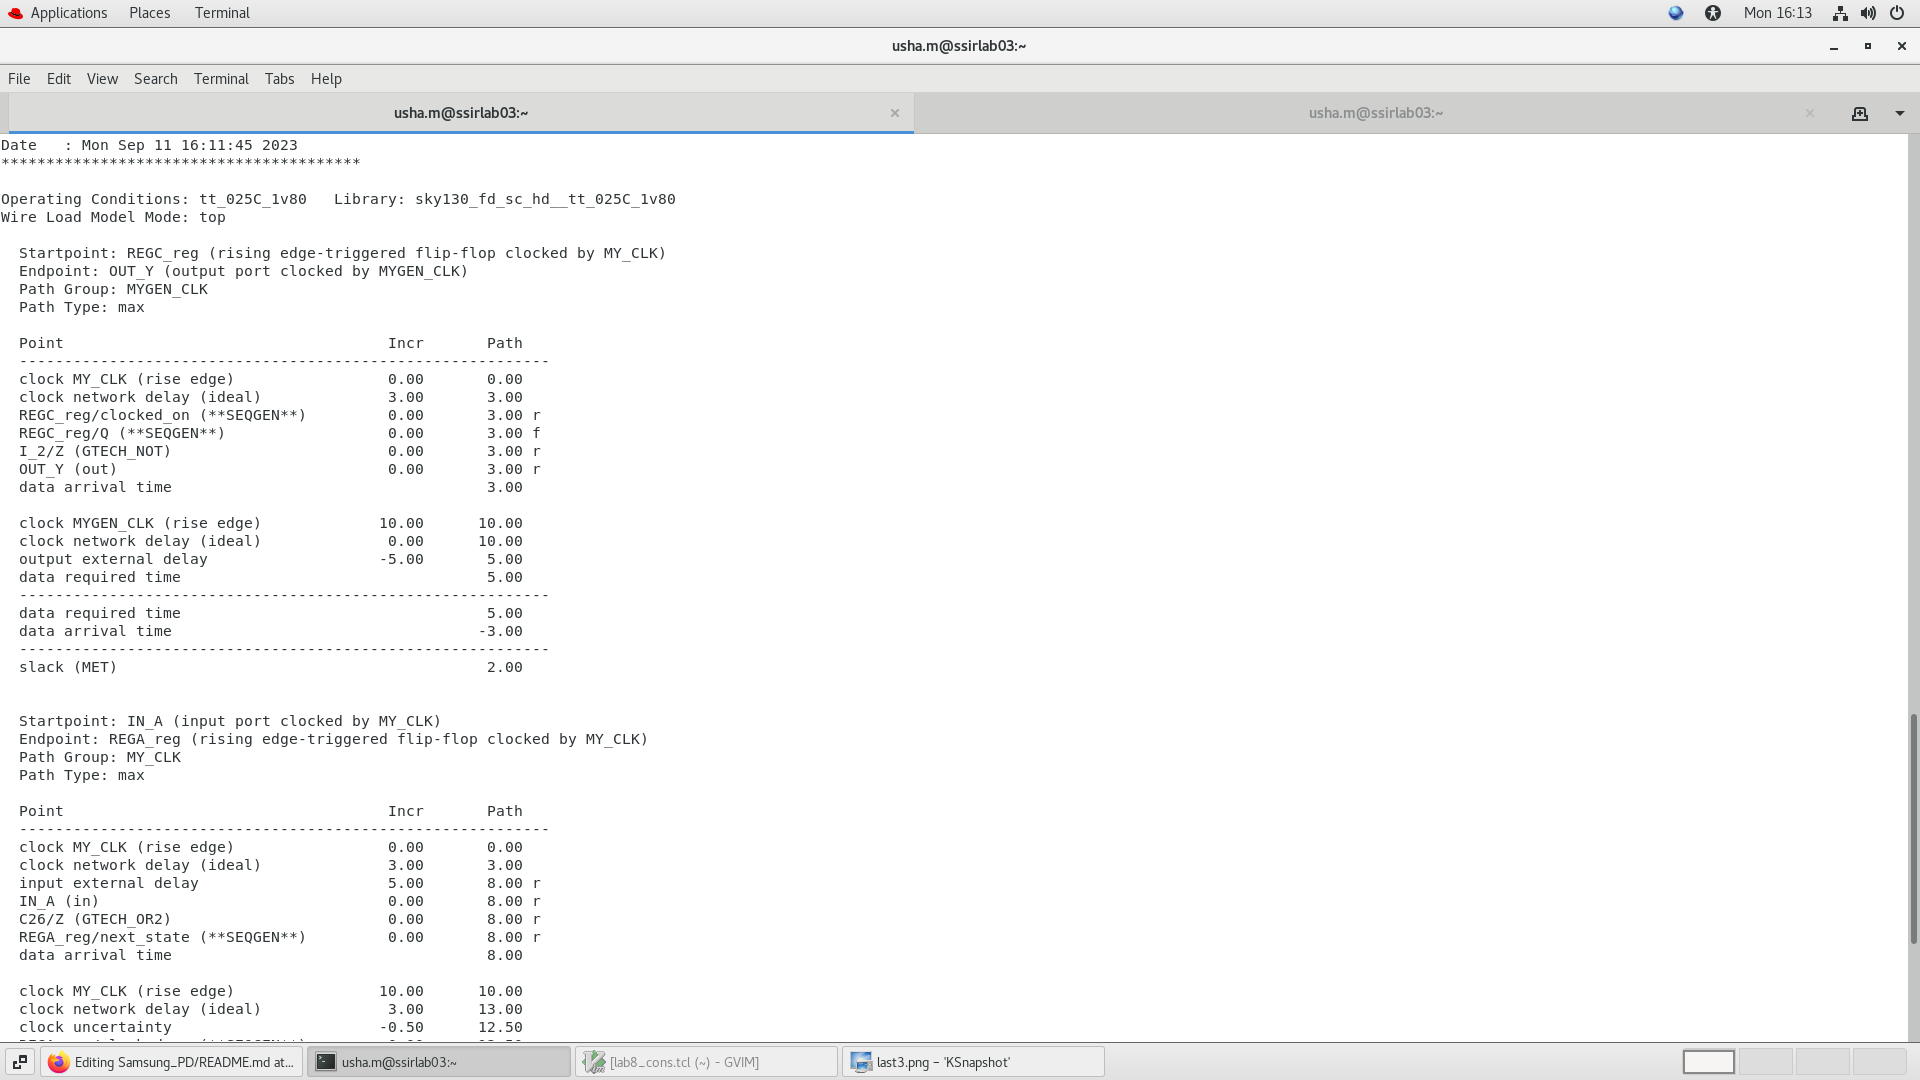 Applications Places Terminal Mon 16:13
usha.m@ssirlab03:~
File Edit View Search Terminal Tabs Help
usha.m@ssirlab03:~ × usha.m@ssirlab03:~ ×
Date   : Mon Sep 11 16:11:45 2023
****************************************

Operating Conditions: tt_025C_1v80   Library: sky130_fd_sc_hd__tt_025C_1v80
Wire Load Model Mode: top

  Startpoint: REGC_reg (rising edge-triggered flip-flop clocked by MY_CLK)
  Endpoint: OUT_Y (output port clocked by MYGEN_CLK)
  Path Group: MYGEN_CLK
  Path Type: max

  Point                                    Incr       Path
  -----------------------------------------------------------
  clock MY_CLK (rise edge)                 0.00       0.00
  clock network delay (ideal)              3.00       3.00
  REGC_reg/clocked_on (**SEQGEN**)         0.00       3.00 r
  REGC_reg/Q (**SEQGEN**)                  0.00       3.00 f
  I_2/Z (GTECH_NOT)                        0.00       3.00 r
  OUT_Y (out)                              0.00       3.00 r
  data arrival time                                   3.00

  clock MYGEN_CLK (rise edge)             10.00      10.00
  clock network delay (ideal)              0.00      10.00
  output external delay                   -5.00       5.00
  data required time                                  5.00
  -----------------------------------------------------------
  data required time                                  5.00
  data arrival time                                  -3.00
  -----------------------------------------------------------
  slack (MET)                                         2.00

  Startpoint: IN_A (input port clocked by MY_CLK)
  Endpoint: REGA_reg (rising edge-triggered flip-flop clocked by MY_CLK)
  Path Group: MY_CLK
  Path Type: max

  Point                                    Incr       Path
  -----------------------------------------------------------
  clock MY_CLK (rise edge)                 0.00       0.00
  clock network delay (ideal)              3.00       3.00
  input external delay                     5.00       8.00 r
  IN_A (in)                                0.00       8.00 r
  C26/Z (GTECH_OR2)                        0.00       8.00 r
  REGA_reg/next_state (**SEQGEN**)         0.00       8.00 r
  data arrival time                                   8.00

  clock MY_CLK (rise edge)                10.00      10.00
  clock network delay (ideal)              3.00      13.00
  clock uncertainty                       -0.50      12.50
Editing Samsung_PD/README.md at... usha.m@ssirlab03:~ [lab8_cons.tcl (~) - GVIM] last3.png – 'KSnapshot'